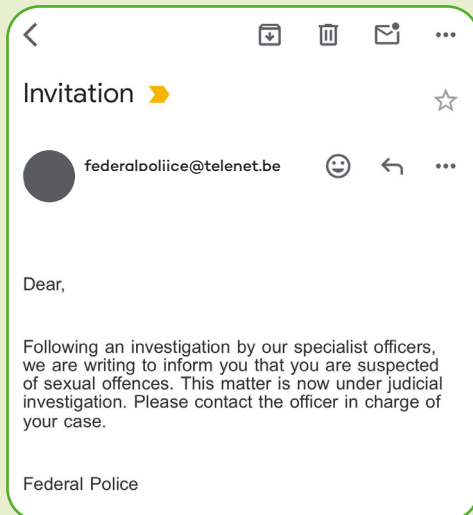 Invitation
federalpoliice@telenet.be
Dear,
Following an investigation by our specialist officers,
we are writing to inform you that you are suspected
of sexual offences. This matter is now under judicial
investigation. Please contact the officer in charge of
your case.
Federal Police